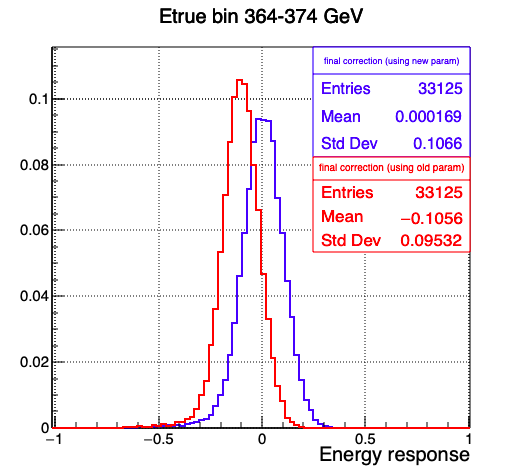 Etrue bin 364-374 GeV
final correction (using new param)
Entries 33125
Mean 0.000169
Std Dev 0.1066
final correction (using old param)
Entries 33125
Mean −0.1056
Std Dev 0.09532
0.1
0.08
0.06
0.04
0.02
0
−1 −0.5 0 0.5 1
Energy response